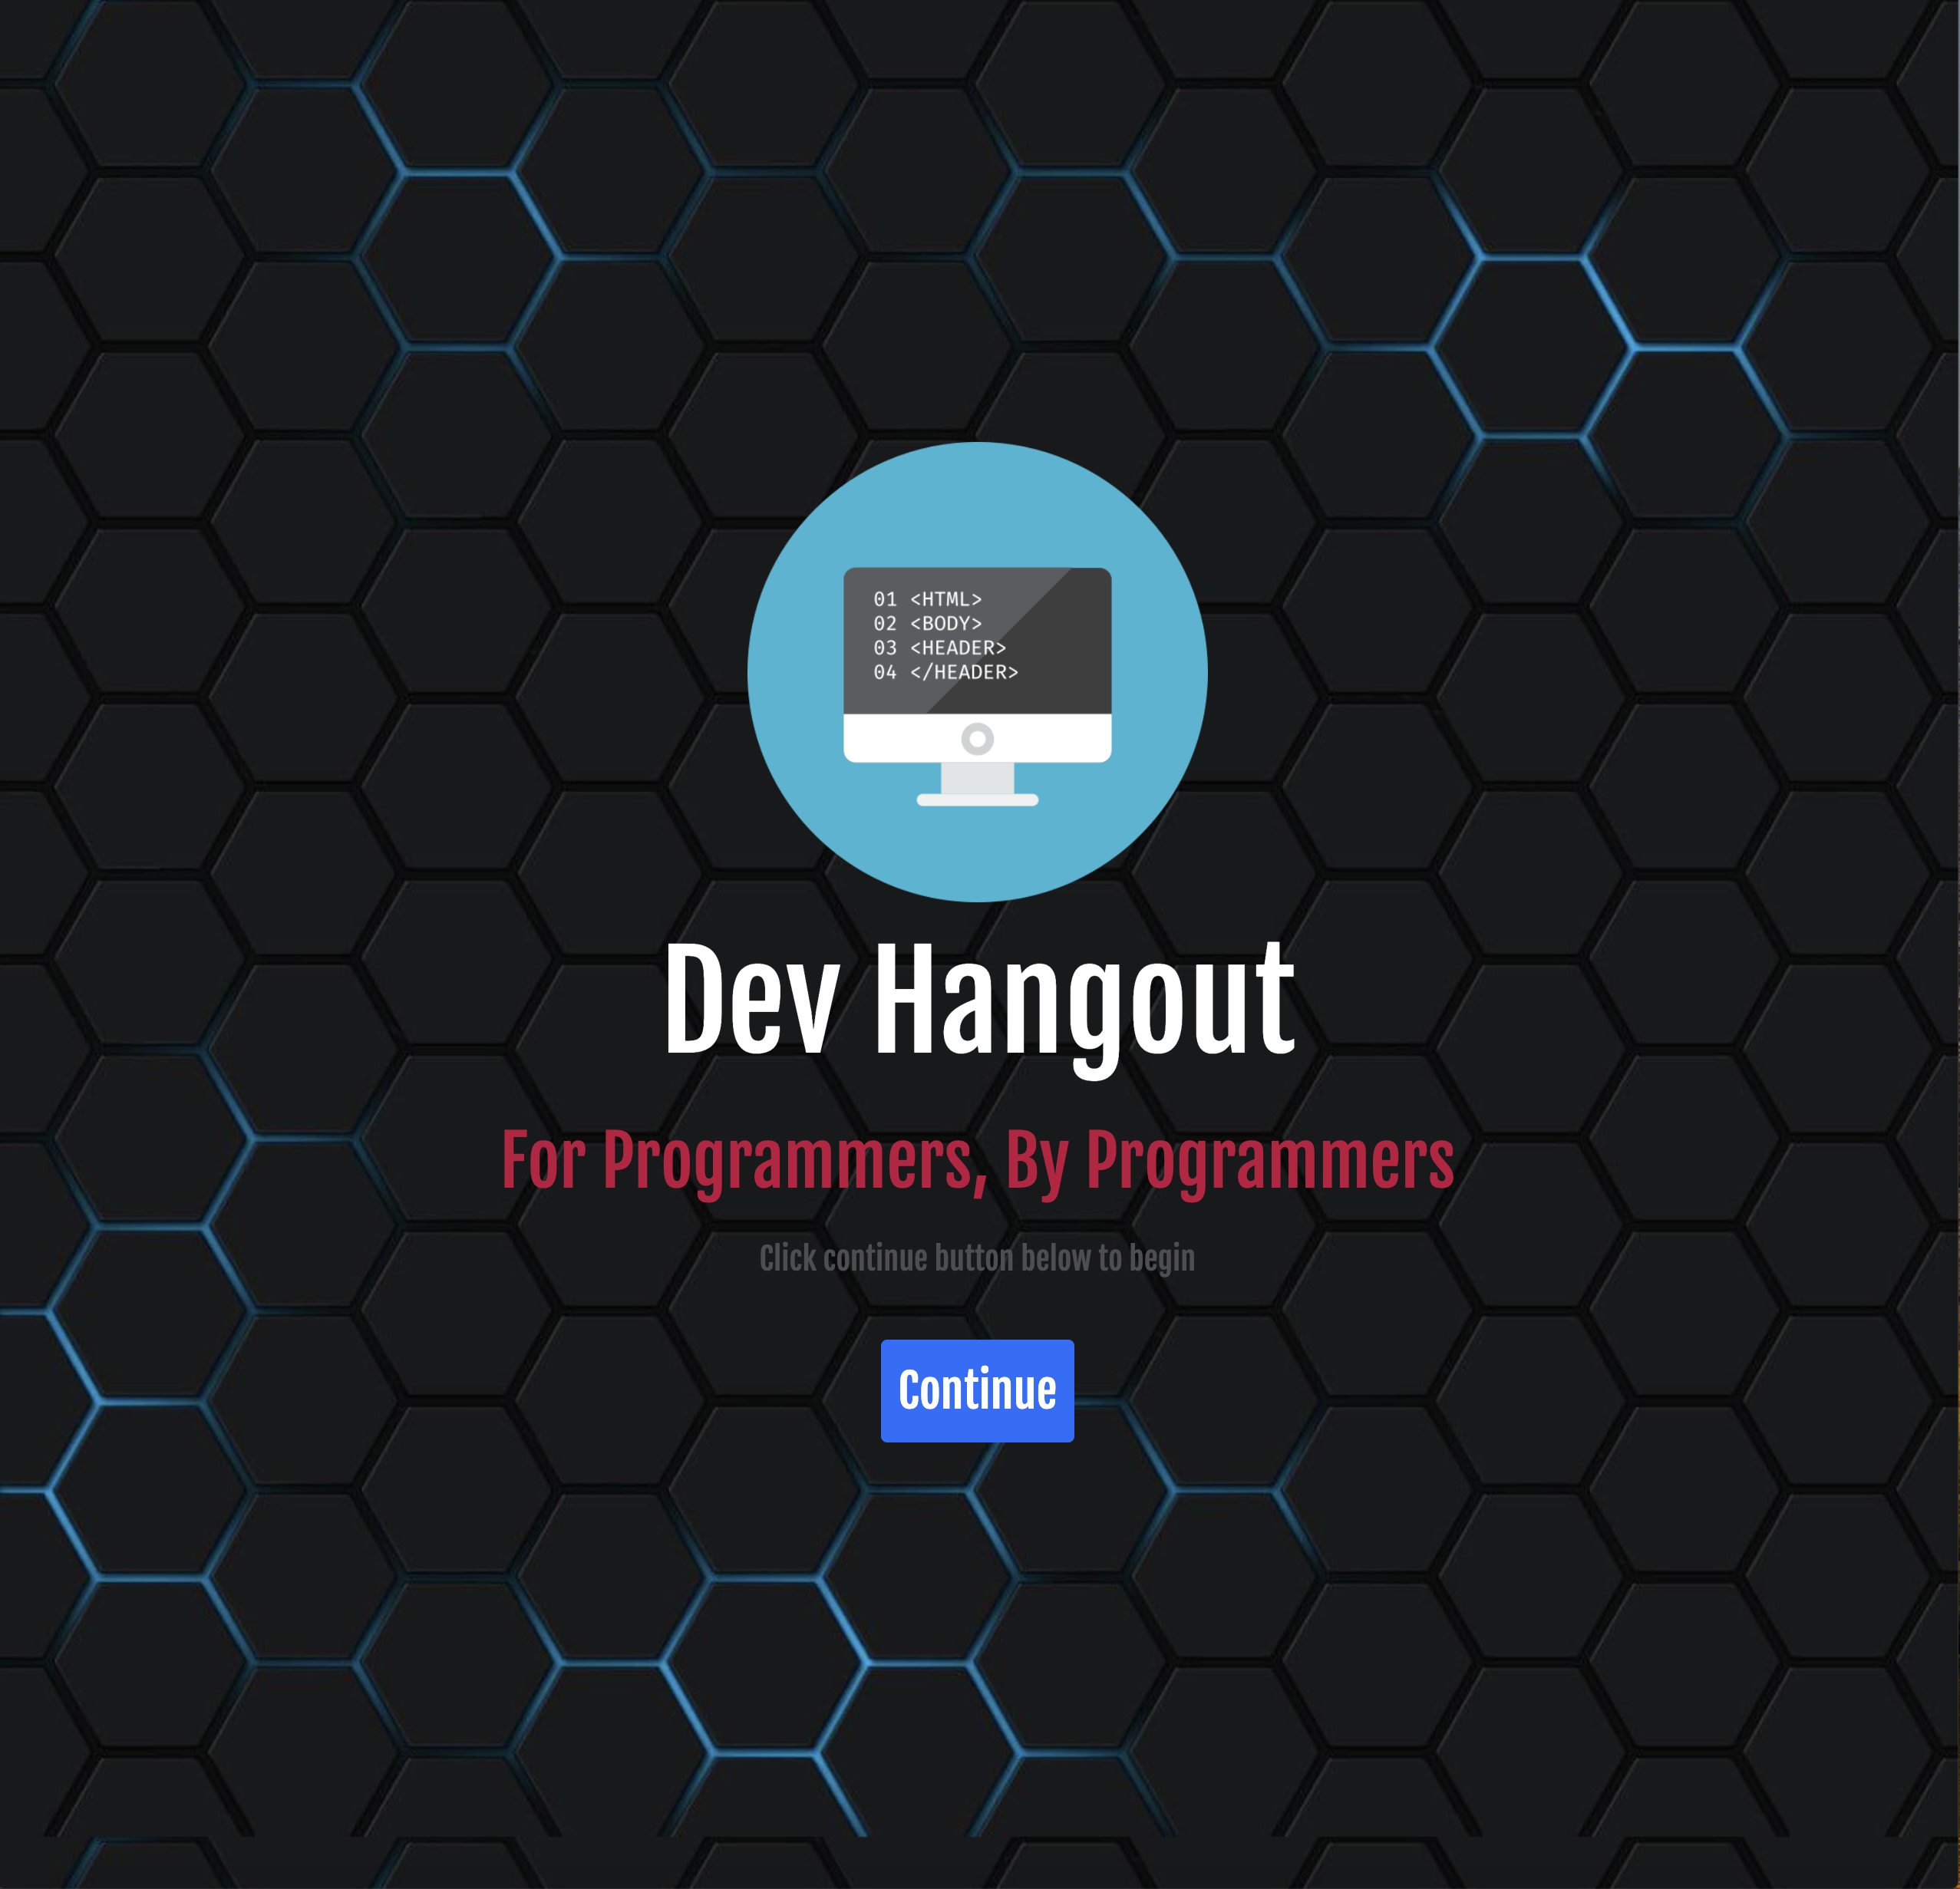 01 <HTML>
02 <BODY>
03 <HEADER>
04 </HEADER>
Dev Hangout
For Programmers, By Programmers
Click continue button below to begin
Continue